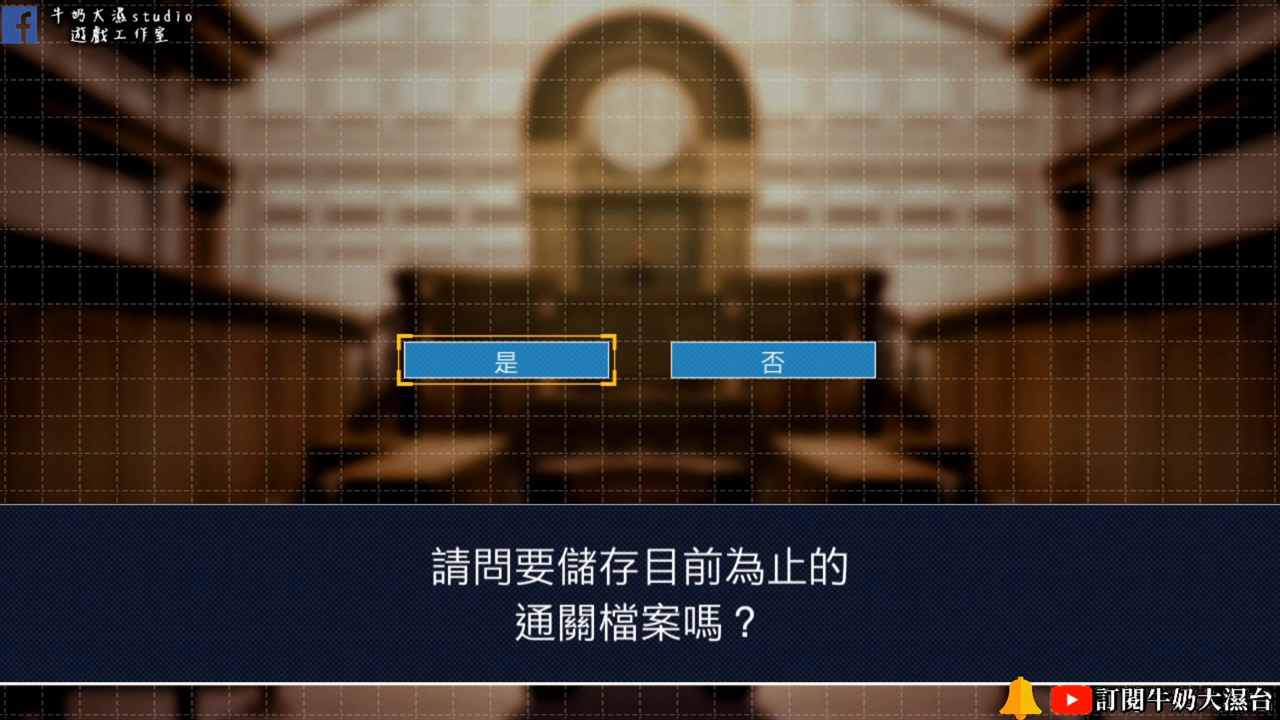 牛奶大濕studio
遊戲工作室
是
否
請問要儲存目前為止的
通關檔案嗎？
訂閱牛奶大濕台